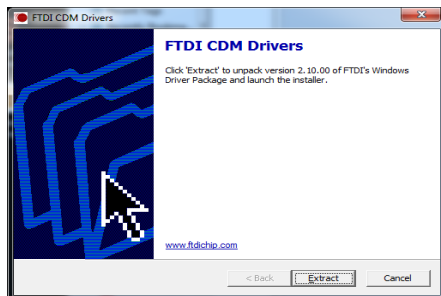 FTDI CDM Drivers
FTDI CDM Drivers
Click 'Extract' to unpack version 2.10.00 of FTDI's Windows
Driver Package and launch the installer.
www.ftdichip.com
< Back
Extract
Cancel